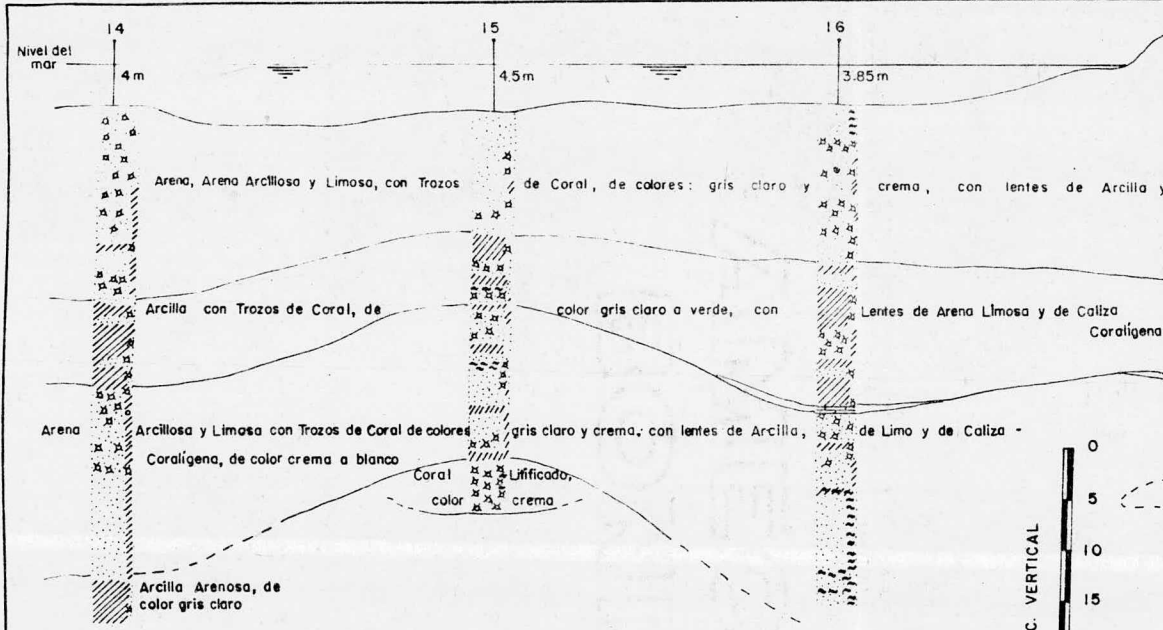 14 15 16
Nivel del
mar
4 m 4.5 m 3.85 m
Arena, Arena Arcillosa y Limosa, con Trozos de Coral, de colores: gris claro y crema, con lentes de Arcilla y
Arcilla con Trozos de Coral, de color gris claro a verde, con Lentes de Arena Limosa y de Caliza
Coralígena
Arena Arcillosa y Limosa con Trozos de Coral de colores gris claro y crema, con lentes de Arcilla, de Limo y de Caliza -
Coralígena, de color crema a blanco
Coral Litificado,
color crema
Arcilla Arenosa, de
color gris claro
C. VERTICAL
0
5
10
15